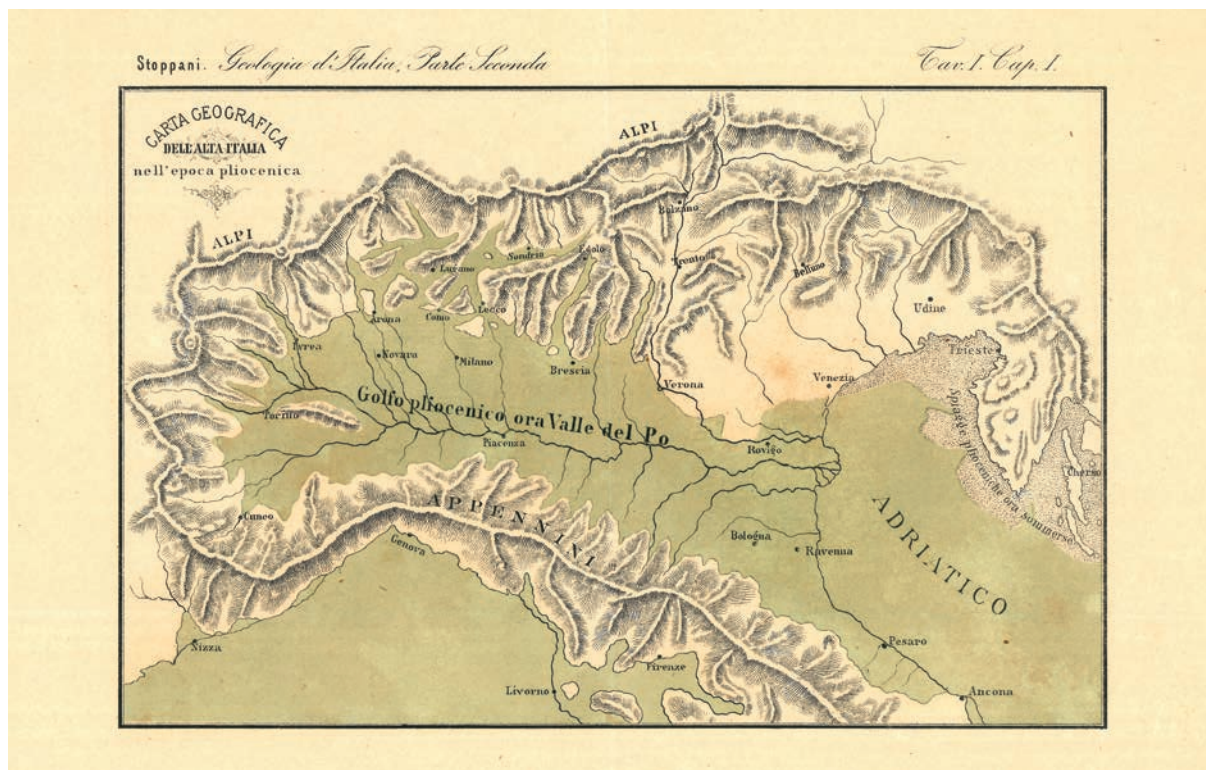 Stoppani. Geologia d'Italia, Parte Seconda
Tav. I. Cap. I.
CARTA GEOGRAFICA
DELL'ALTA ITALIA
nell'epoca pliocenica
ALPI
ALPI
Bolzano
Sondrio
Edolo
Trento
Belluno
Lugano
Udine
Arona
Como
Lecco
Trieste
Ivrea
Novara
Milano
Brescia
Verona
Venezia
Golfo pliocenico ora Valle del Po
Torino
Piacenza
Rovigo
Spiagge plioceniche ora sommerse
Cherso
APPENNINI
ADRIATICO
Cuneo
Genova
Bologna
Ravenna
Nizza
Firenze
Pesaro
Livorno
Ancona